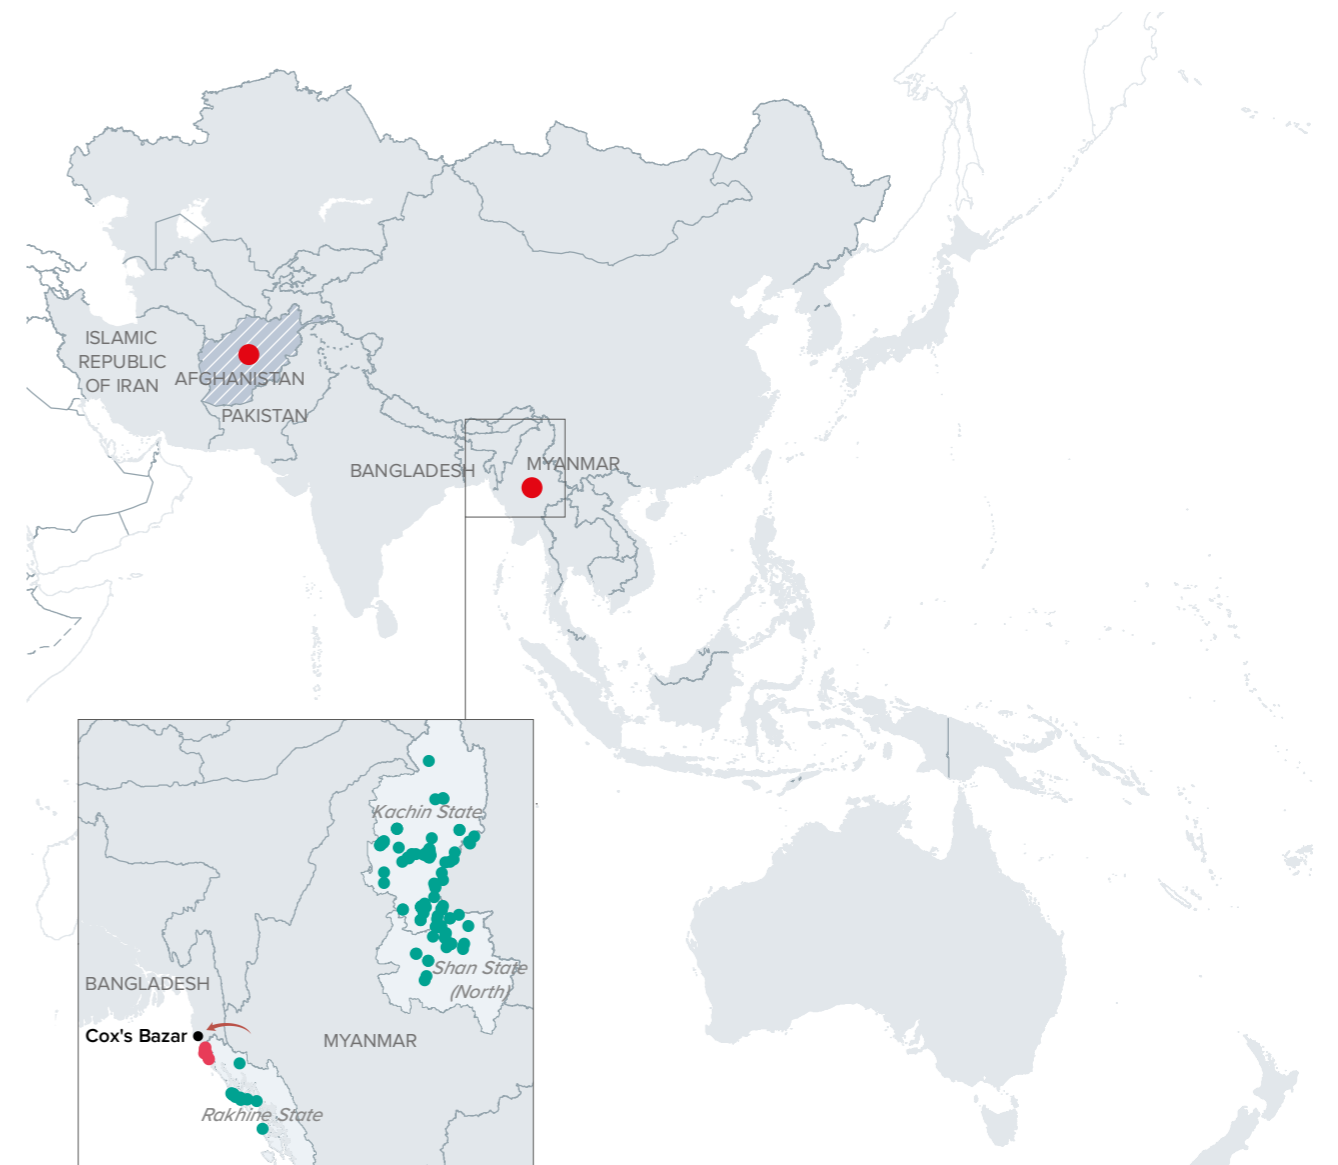 ISLAMIC
REPUBLIC
OF IRAN
AFGHANISTAN
PAKISTAN
BANGLADESH
MYANMAR
Kachin State
Shan State
(North)
BANGLADESH
Cox's Bazar
MYANMAR
Rakhine State